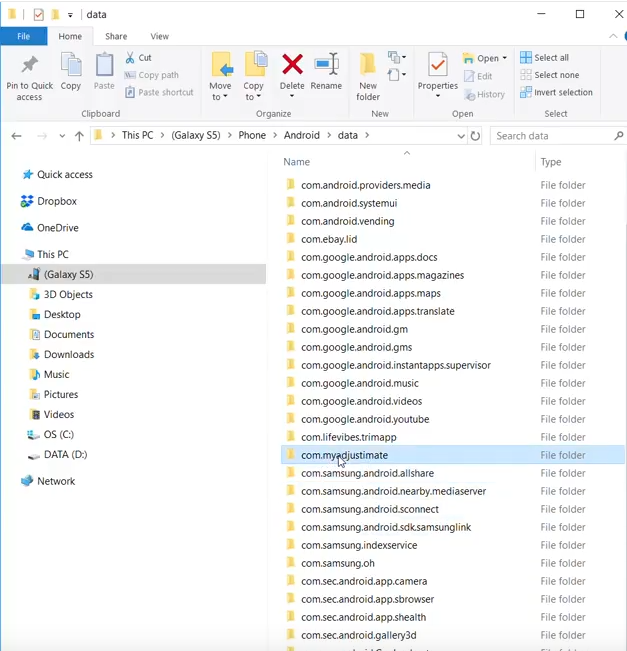 data
File
Home
Share
View
Pin to Quick access
Copy
Paste
Cut
Copy path
Paste shortcut
Clipboard
Move to
Copy to
Delete
Rename
Organize
New folder
New
Properties
Open
Edit
History
Open
Select all
Select none
Invert selection
Select
This PC > (Galaxy S5) > Phone > Android > data >
Search data
Quick access
Dropbox
OneDrive
This PC
(Galaxy S5)
3D Objects
Desktop
Documents
Downloads
Music
Pictures
Videos
OS (C:)
DATA (D:)
Network
Name Type
com.android.providers.media File folder
com.android.systemui File folder
com.android.vending File folder
com.ebay.lid File folder
com.google.android.apps.docs File folder
com.google.android.apps.magazines File folder
com.google.android.apps.maps File folder
com.google.android.apps.translate File folder
com.google.android.gm File folder
com.google.android.gms File folder
com.google.android.instantapps.supervisor File folder
com.google.android.music File folder
com.google.android.videos File folder
com.google.android.youtube File folder
com.lifevibes.trimapp File folder
com.myadjustimate File folder
com.samsung.android.allshare File folder
com.samsung.android.nearby.mediaserver File folder
com.samsung.android.sconnect File folder
com.samsung.android.sdk.samsunglink File folder
com.samsung.indexservice File folder
com.samsung.oh File folder
com.sec.android.app.camera File folder
com.sec.android.app.sbrowser File folder
com.sec.android.app.shealth File folder
com.sec.android.gallery3d File folder